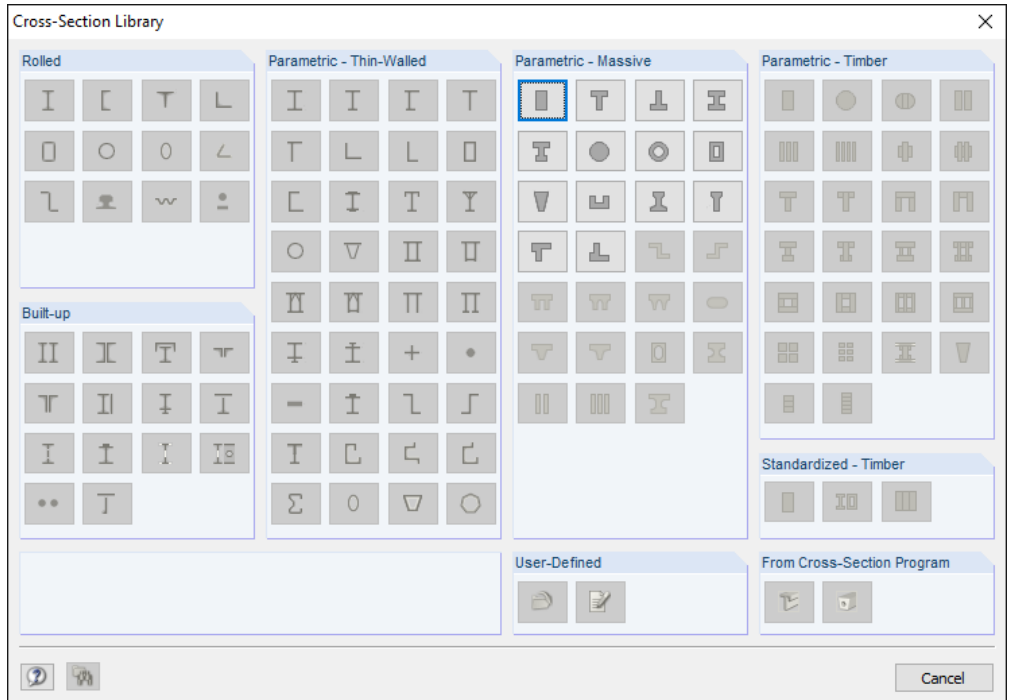 Cross-Section Library
Rolled
Parametric - Thin-Walled
Parametric - Massive
Parametric - Timber
Built-up
Standardized - Timber
User-Defined
From Cross-Section Program
Cancel